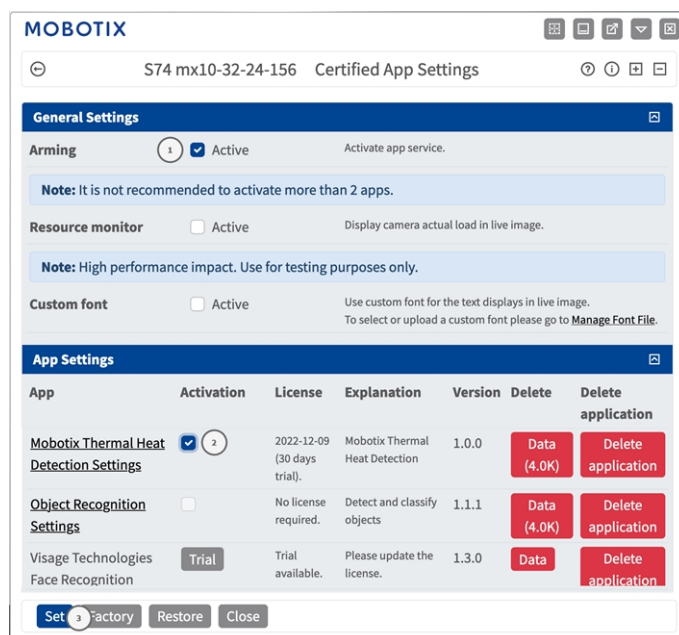 MOBOTIX
S74 mx10-32-24-156 Certified App Settings
General Settings
Arming 1 Active Activate app service.
Note: It is not recommended to activate more than 2 apps.
Resource monitor Active Display camera actual load in live image.
Note: High performance impact. Use for testing purposes only.
Custom font Active Use custom font for the text displays in live image.
To select or upload a custom font please go to Manage Font File.
App Settings
App Activation License Explanation Version Delete Delete
application
Mobotix Thermal Heat 2 2022-12-09 Mobotix Thermal 1.0.0 Data Delete
Detection Settings (30 days Heat Detection (4.0K) application
trial).
Object Recognition No license Detect and classify 1.1.1 Data Delete
Settings required. objects (4.0K) application
Visage Technologies Trial Trial Please update the 1.3.0 Data Delete
Face Recognition available. license. application
Set 3 Factory Restore Close